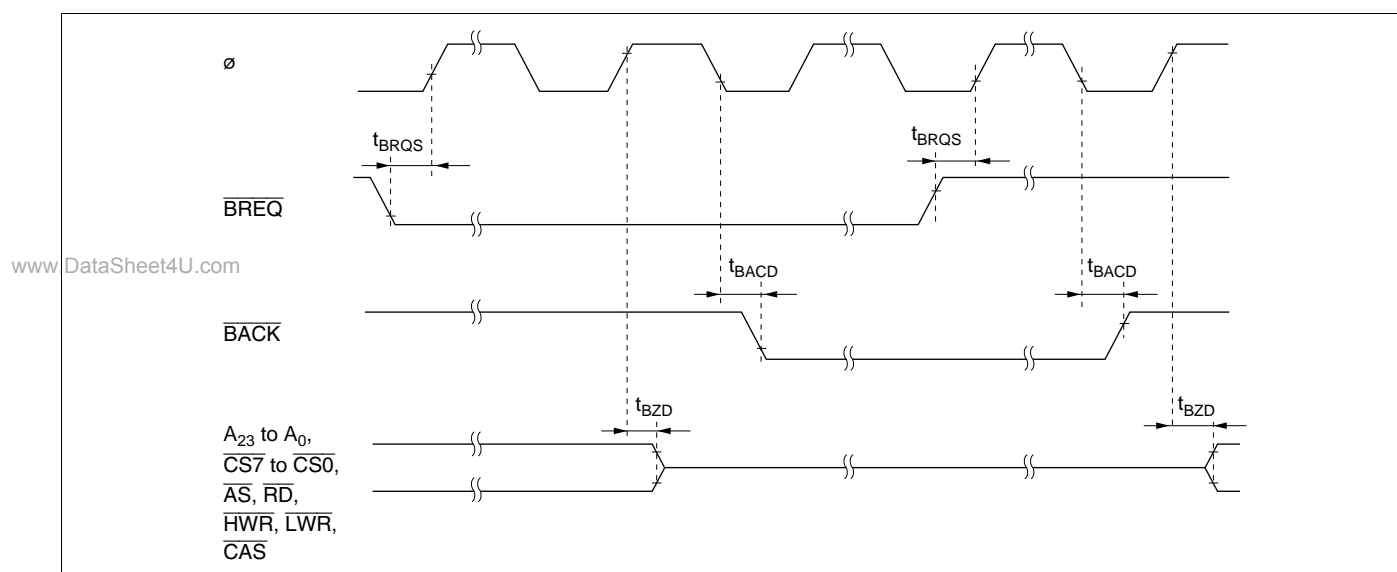 ø
tBRQS tBRQS
BREQ
www.DataSheet4U.com
tBACD tBACD
BACK
tBZD tBZD
A23 to A0,
CS7 to CS0,
AS, RD,
HWR, LWR,
CAS